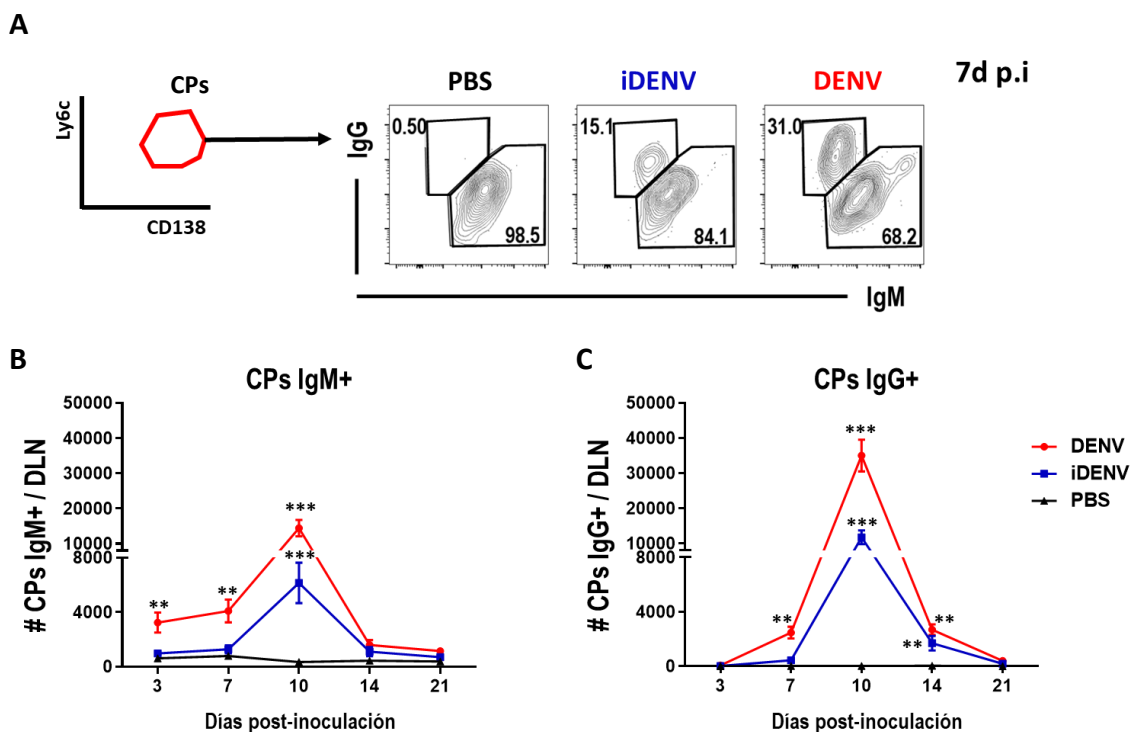 A
CPs
Ly6c
CD138
PBS
iDENV
DENV
7d p.i
IgG
0.50
98.5
15.1
84.1
31.0
68.2
IgM
B
CPs IgM+
# CPs IgM+ / DLN
50000
40000
30000
20000
10000
8000
4000
0
**
**
***
***
3 7 10 14 21
Días post-inoculación
C
CPs IgG+
# CPs IgG+ / DLN
50000
40000
30000
20000
10000
8000
4000
0
**
***
***
**
**
3 7 10 14 21
Días post-inoculación
DENV
iDENV
PBS